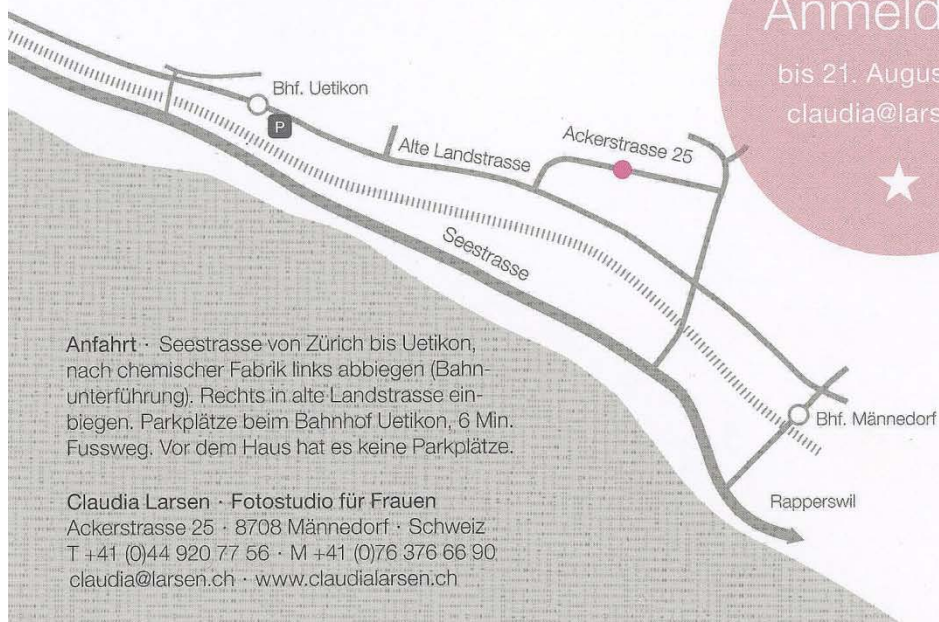 Anmeld
bis 21. Augus
claudia@lars
Bhf. Uetikon
P
Alte Landstrasse
Ackerstrasse 25
Seestrasse
Bhf. Männedorf
Rapperswil
Anfahrt · Seestrasse von Zürich bis Uetikon,
nach chemischer Fabrik links abbiegen (Bahn-
unterführung). Rechts in alte Landstrasse ein-
biegen. Parkplätze beim Bahnhof Uetikon, 6 Min.
Fussweg. Vor dem Haus hat es keine Parkplätze.
Claudia Larsen · Fotostudio für Frauen
Ackerstrasse 25 · 8708 Männedorf · Schweiz
T +41 (0)44 920 77 56 · M +41 (0)76 376 66 90
claudia@larsen.ch · www.claudialarsen.ch